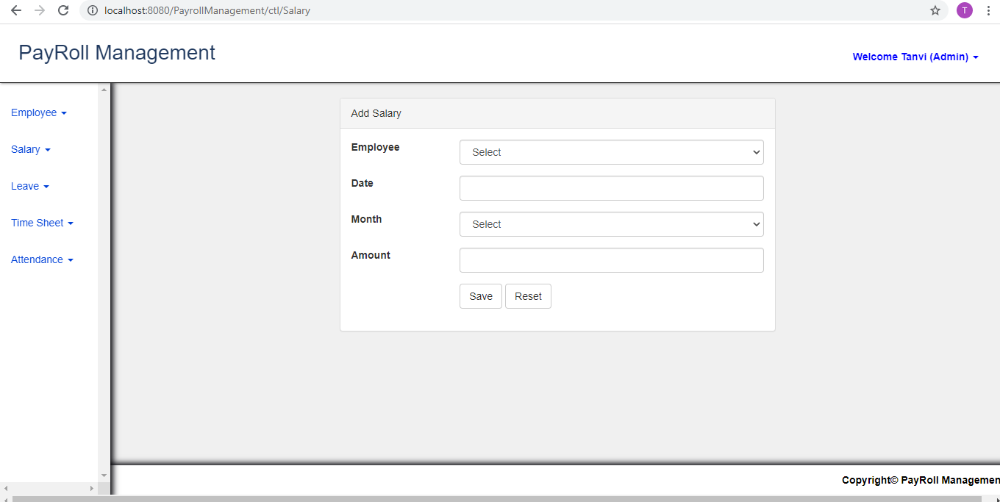 localhost:8080/PayrollManagement/ctl/Salary
T
PayRoll Management
Welcome Tanvi (Admin)
Employee
Salary
Leave
Time Sheet
Attendance
Add Salary
Employee Select
Date
Month Select
Amount
Save Reset
Copyright© PayRoll Managemen